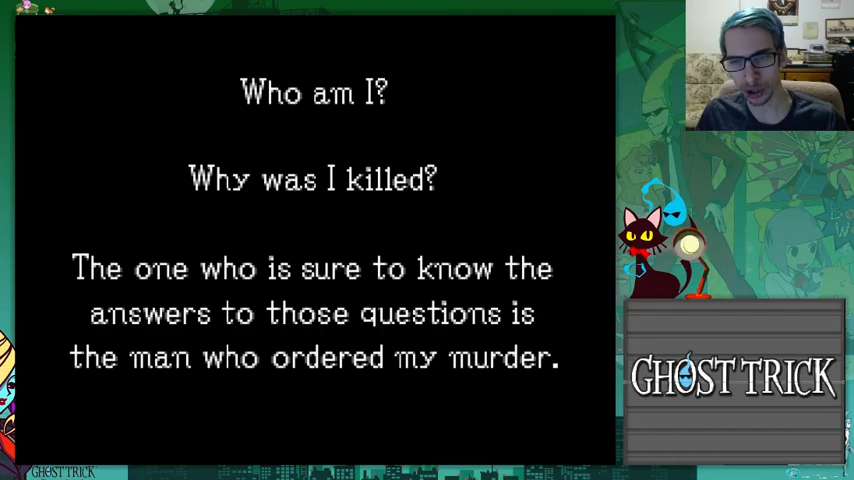 Who am I?
Why was I killed?
The one who is sure to know the
answers to those questions is
the man who ordered my murder.
GHOST TRICK
GHOST TRICK